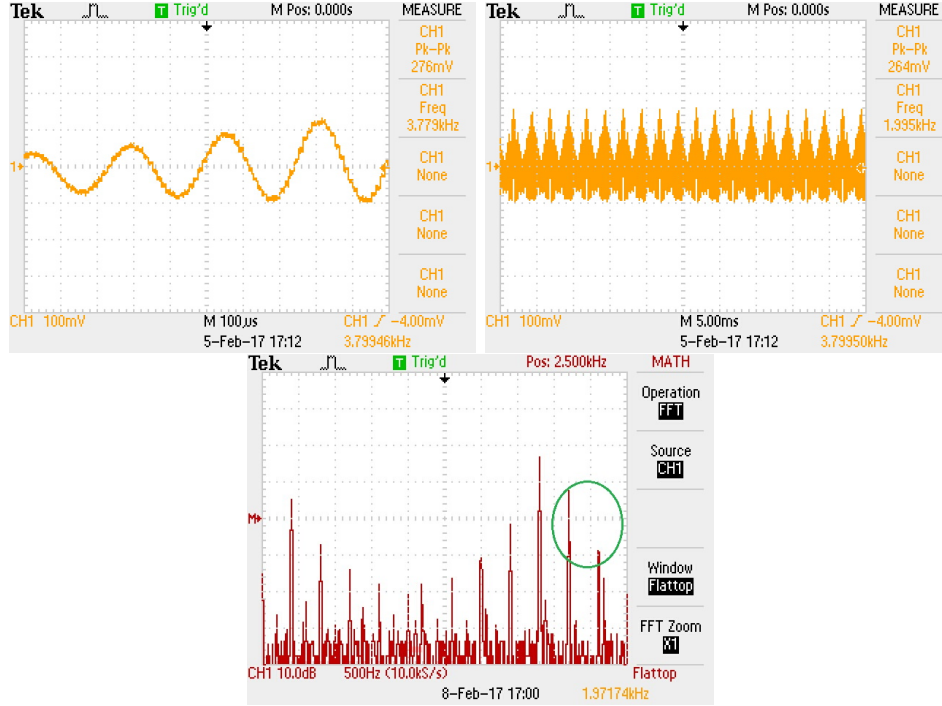 Tek T Trig'd M Pos: 0.000s MEASURE
CH1
Pk-Pk
276mV
CH1
Freq
3.779kHz
CH1
None
CH1
None
CH1
None
1
CH1 100mV M 100µs CH1 -4.00mV
5-Feb-17 17:12 3.79946kHz
Tek T Trig'd M Pos: 0.000s MEASURE
CH1
Pk-Pk
264mV
CH1
Freq
1.995kHz
CH1
None
CH1
None
CH1
None
1
CH1 100mV M 5.00ms CH1 -4.00mV
5-Feb-17 17:12 3.79950kHz
Tek T Trig'd Pos: 2.500kHz MATH
Operation
FFT
Source
CH1
M
Window
Flattop
FFT Zoom
X1
CH1 10.0dB 500Hz (10.0kS/s) Flattop
8-Feb-17 17:00 1.97174kHz